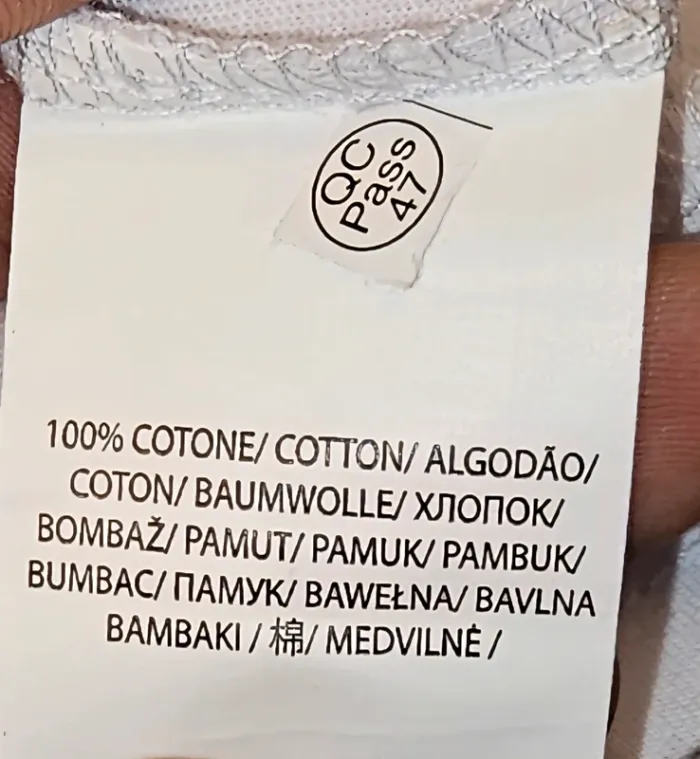 QC
Pass
47
100% COTONE/ COTTON/ ALGODÃO/
COTON/ BAUMWOLLE/ ХЛОПОК/
BOMBAŽ/ PAMUT/ PAMUK/ PAMBUK/
BUMBAC/ ПАМУК/ BAWEŁNA/ BAVLNA
BAMBAKI / 棉/ MEDVILNĖ /